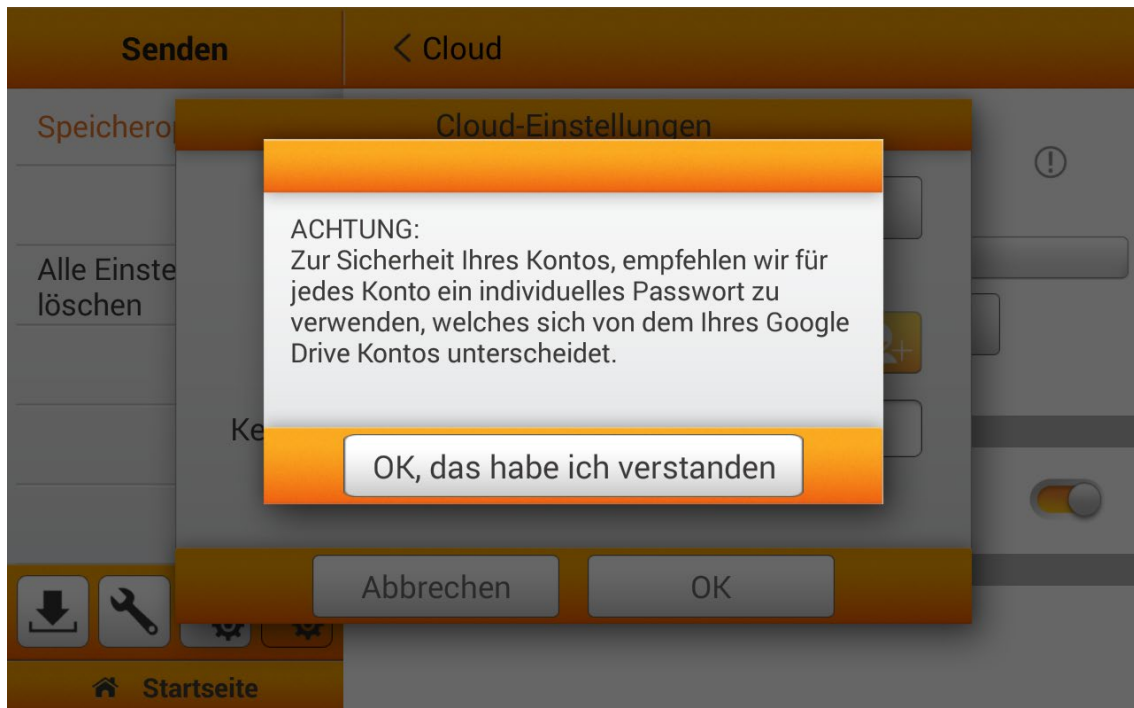 Senden
Cloud
Cloud-Einstellungen
ACHTUNG:
Zur Sicherheit Ihres Kontos, empfehlen wir für
jedes Konto ein individuelles Passwort zu
verwenden, welches sich von dem Ihres Google
Drive Kontos unterscheidet.
OK, das habe ich verstanden
Alle Einste
löschen
Ke
Abbrechen
OK
Startseite